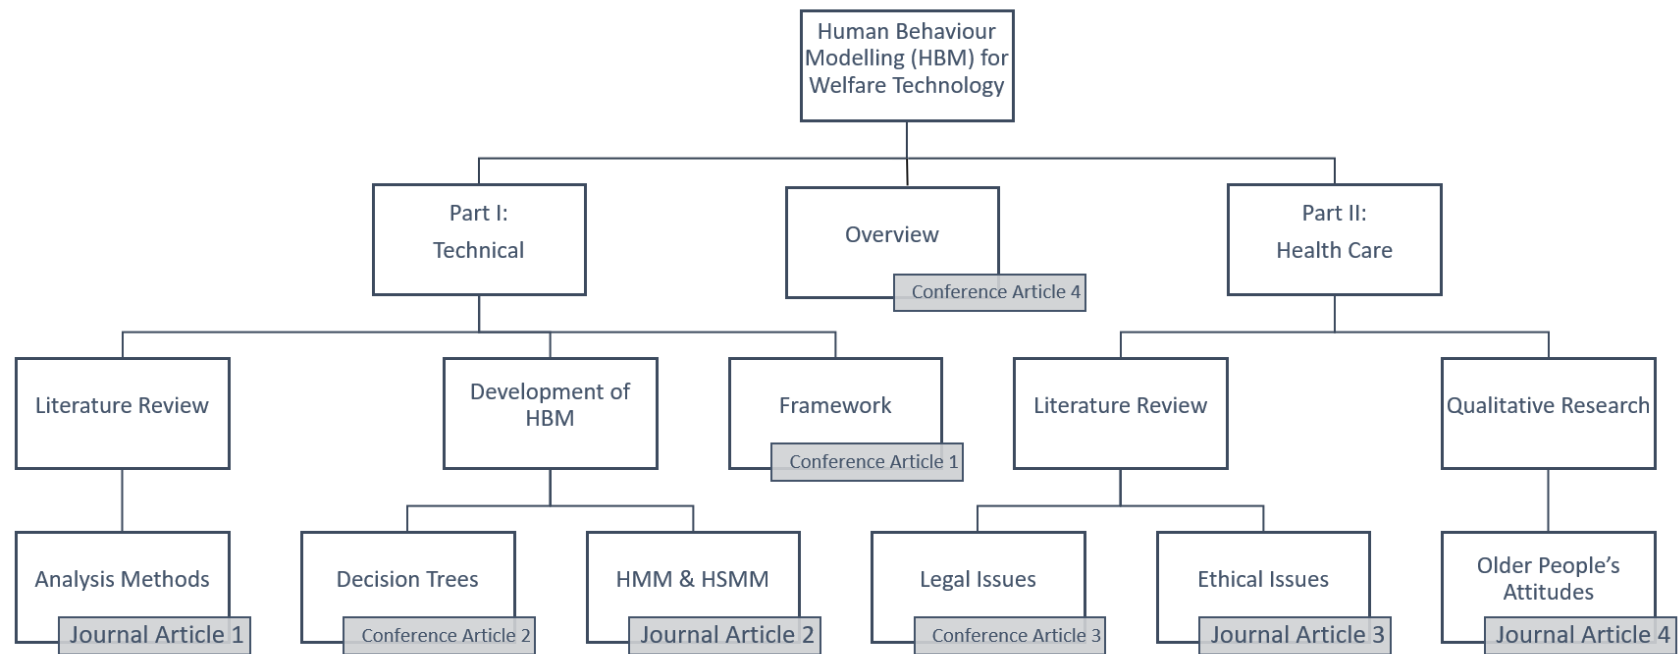 Human Behaviour
Modelling (HBM) for
Welfare Technology
Part I:
Technical
Overview
Conference Article 4
Part II:
Health Care
Literature Review
Development of
HBM
Framework
Conference Article 1
Literature Review
Qualitative Research
Analysis Methods
Journal Article 1
Decision Trees
Conference Article 2
HMM & HSMM
Journal Article 2
Legal Issues
Conference Article 3
Ethical Issues
Journal Article 3
Older People’s
Attitudes
Journal Article 4